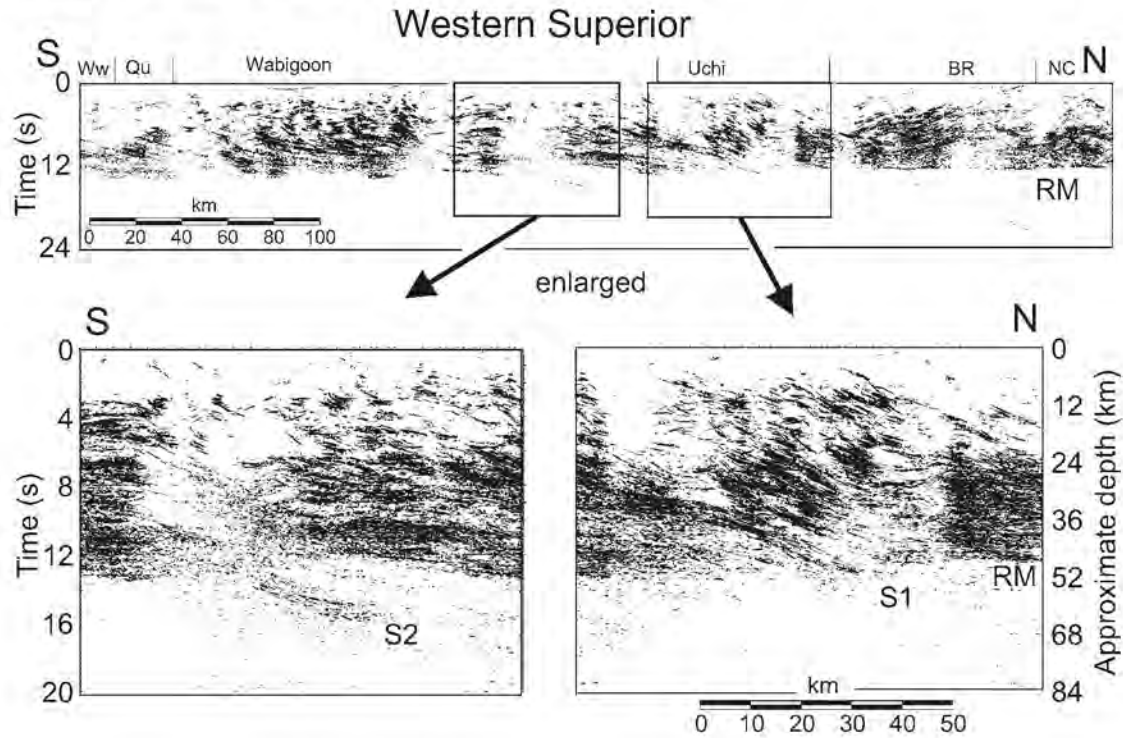 Western Superior
S
N
Ww
Qu
Wabigoon
Uchi
BR
NC
0
12
24
Time (s)
RM
km
0 20 40 60 80 100
enlarged
S
N
0
4
8
12
16
20
Time (s)
S2
0
12
24
36
52
68
84
Approximate depth (km)
RM
S1
km
0 10 20 30 40 50